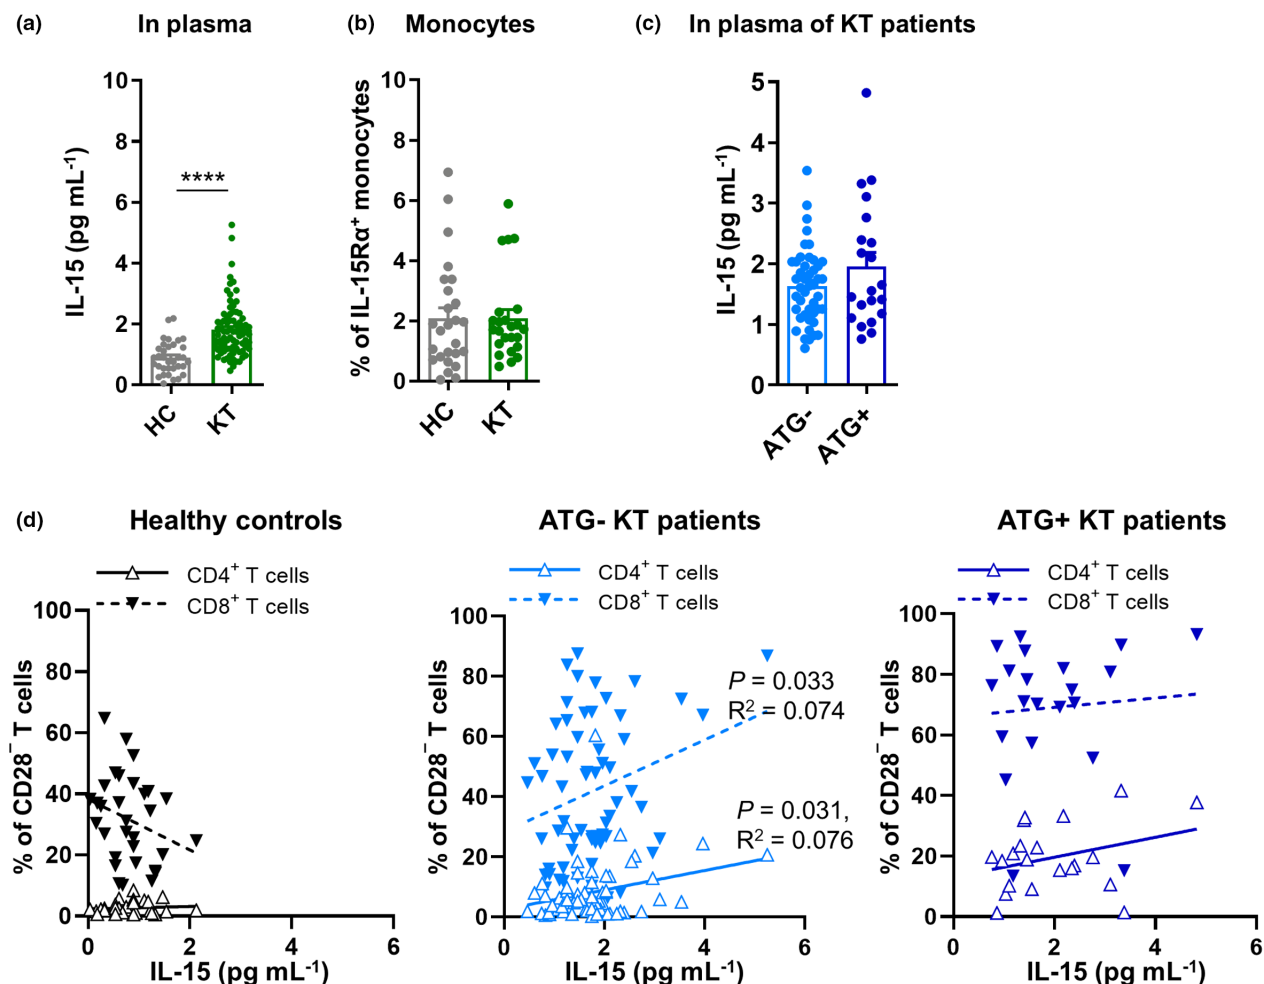 (a) In plasma
IL-15 (pg mL⁻¹)
10
8
6
4
2
0
****
HC KT
(b) Monocytes
% of IL-15Rα⁺ monocytes
10
8
6
4
2
0
HC KT
(c) In plasma of KT patients
IL-15 (pg mL⁻¹)
5
4
3
2
1
0
ATG- ATG+
(d) Healthy controls
CD4⁺ T cells
CD8⁺ T cells
% of CD28⁻ T cells
100
80
60
40
20
0
0 2 4 6
IL-15 (pg mL⁻¹)
ATG- KT patients
CD4⁺ T cells
CD8⁺ T cells
% of CD28⁻ T cells
100
80
60
40
20
0
P = 0.033
R² = 0.074
P = 0.031,
R² = 0.076
0 2 4 6
IL-15 (pg mL⁻¹)
ATG+ KT patients
CD4⁺ T cells
CD8⁺ T cells
% of CD28⁻ T cells
100
80
60
40
20
0
0 2 4 6
IL-15 (pg mL⁻¹)